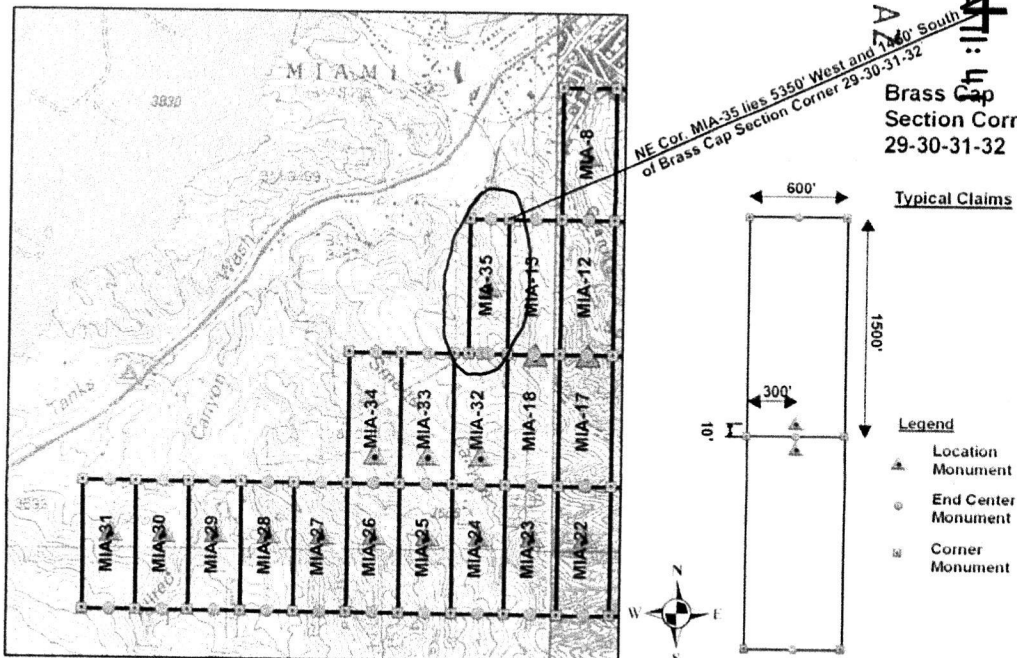 MIAMI
3830
NE Cor. MIA-35 lies 5350' West and 1460' South
of Brass Cap Section Corner 29-30-31-32
AZ
Brass Cap
Section Corn
29-30-31-32
Typical Claims
600'
1500'
300'
10'
Legend
Location
Monument
End Center
Monument
Corner
Monument
MIA-8
MIA-35
MIA-13
MIA-12
Wash
Tanks
Canyon
MIA-34
MIA-33
MIA-32
MIA-18
MIA-17
MIA-31
MIA-30
MIA-29
MIA-28
MIA-27
MIA-26
MIA-25
MIA-24
MIA-23
MIA-22
N
W
E
S